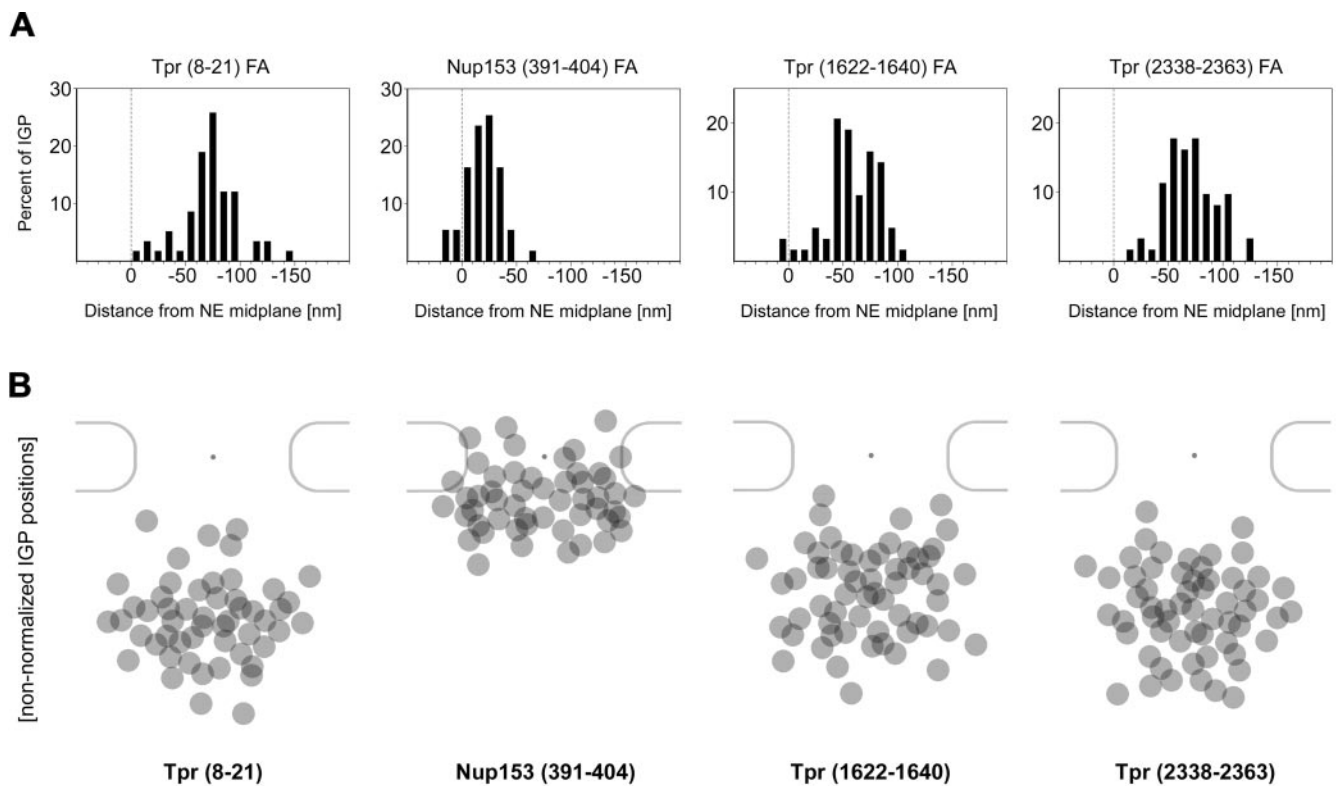 A
Tpr (8-21) FA
Nup153 (391-404) FA
Tpr (1622-1640) FA
Tpr (2338-2363) FA
Percent of IGP
30
20
10
30
20
10
20
10
20
10
0 -50 -100 -150
0 -50 -100 -150
0 -50 -100 -150
0 -50 -100 -150
Distance from NE midplane [nm]
Distance from NE midplane [nm]
Distance from NE midplane [nm]
Distance from NE midplane [nm]
B
[non-normalized IGP positions]
Tpr (8-21)
Nup153 (391-404)
Tpr (1622-1640)
Tpr (2338-2363)